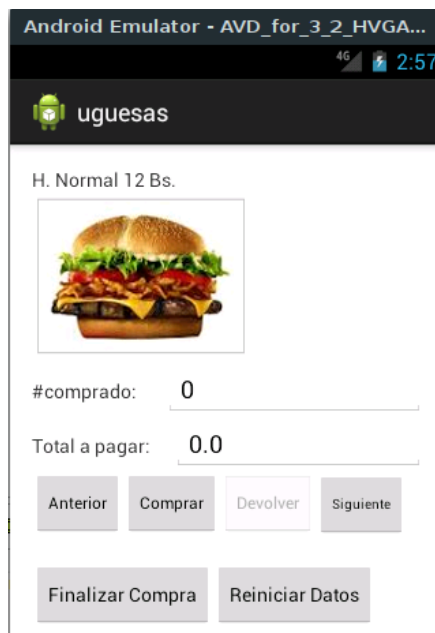 Android Emulator - AVD_for_3_2_HVGA...
4G 2:57
uguesas
H. Normal 12 Bs.
#comprado: 0
Total a pagar: 0.0
Anterior Comprar Devolver Siguiente
Finalizar Compra Reiniciar Datos